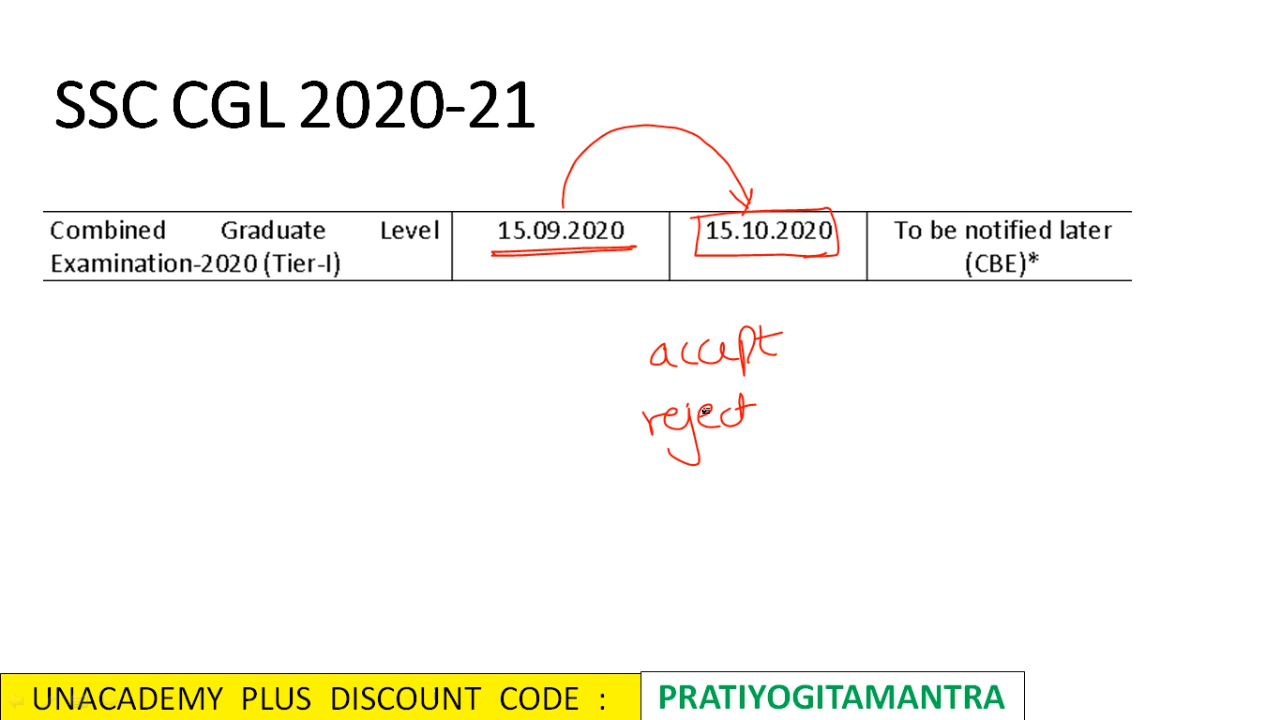 SSC CGL 2020-21
Combined Graduate Level Examination-2020 (Tier-I)
15.09.2020
15.10.2020
To be notified later (CBE)*
accept
reject
UNACADEMY PLUS DISCOUNT CODE : PRATIYOGITAMANTRA